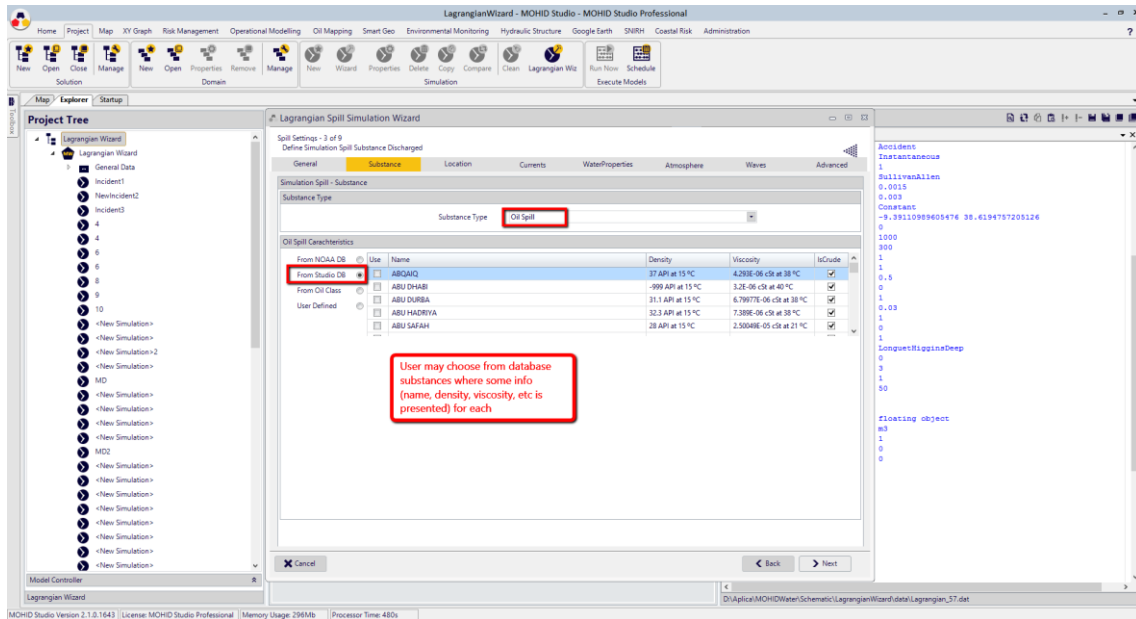 LagrangianWizard - MOHID Studio - MOHID Studio Professional
Home Project Map XY Graph Risk Management Operational Modelling Oil Mapping Smart Geo Environmental Monitoring Hydraulic Structure Google Earth SNIRH Coastal Risk Administration ?
New Open Close Manage New Open Properties Remove Manage New Wizard Properties Delete Copy Compare Clean Lagrangian Wiz Run Now Schedule
Solution Domain Simulation Execute Models
Toolbox
Map Explorer Startup
Project Tree
Lagrangian Wizard
Lagrangian Wizard
General Data
Incident1
NewIncident2
Incident3
4
4
6
6
8
9
10
<New Simulation>
<New Simulation>
<New Simulation>2
<New Simulation>
MD
<New Simulation>
<New Simulation>
<New Simulation>
<New Simulation>
MD2
<New Simulation>
<New Simulation>
<New Simulation>
<New Simulation>
<New Simulation>
<New Simulation>
<New Simulation>
<New Simulation>
Model Controller
Lagrangian Wizard
Lagrangian Spill Simulation Wizard
Spill Settings - 3 of 9
Define Simulation Spill Substance Discharged
General Substance Location Currents WaterProperties Atmosphere Waves Advanced
Simulation Spill - Substance
Substance Type
Substance Type Oil Spill
Oil Spill Carachteristics
From NOAA DB
From Studio DB
From Oil Class
User Defined
Use Name Density Viscosity IsCrude
ABQAIQ 37 API at 15 ºC 4.293E-06 cSt at 38 ºC
ABU DHABI -999 API at 15 ºC 3.2E-06 cSt at 40 ºC
ABU DURBA 31.1 API at 15 ºC 6.79977E-06 cSt at 38 ºC
ABU HADRIYA 32.3 API at 15 ºC 7.389E-06 cSt at 38 ºC
ABU SAFAH 28 API at 15 ºC 2.50049E-05 cSt at 21 ºC
User may choose from database
substances where some info
(name, density, viscosity, etc is
presented) for each
Cancel Back Next
Accident
Instantaneous
1
SullivanAllen
0.0015
0.003
Constant
-9.39110989605476 38.6194757205126
0
1000
300
1
1
0.5
0
1
0.03
1
0
1
LonguetHigginsDeep
0
3
1
50
floating object
m3
1
0
0
D:\Aplica\MOHIDWater\Schematic\LagrangianWizard\data\Lagrangian_57.dat
MOHID Studio Version 2.1.0.1643 License: MOHID Studio Professional Memory Usage: 296Mb Processor Time: 480s